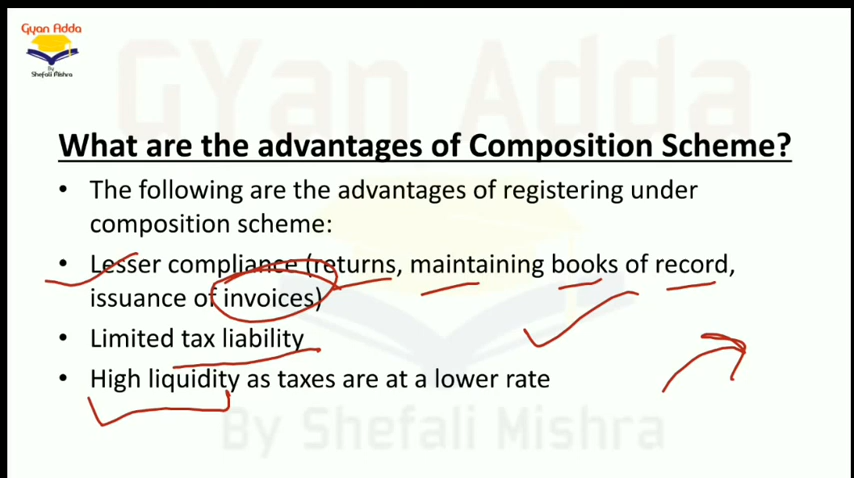 Gyan Adda
By
Shefali Mishra
GYan Adda
What are the advantages of Composition Scheme?
• The following are the advantages of registering under
composition scheme:
• Lesser compliance (returns, maintaining books of record,
issuance of invoices)
• Limited tax liability
• High liquidity as taxes are at a lower rate
By Shefali Mishra